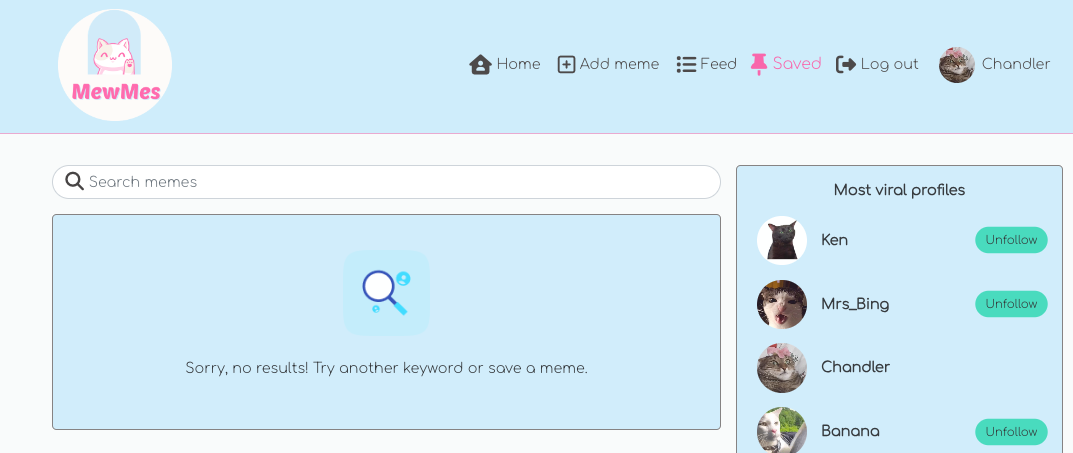 MewMes
Home
Add meme
Feed
Saved
Log out
Chandler
Search memes
Sorry, no results! Try another keyword or save a meme.
Most viral profiles
Ken
Unfollow
Mrs_Bing
Unfollow
Chandler
Banana
Unfollow